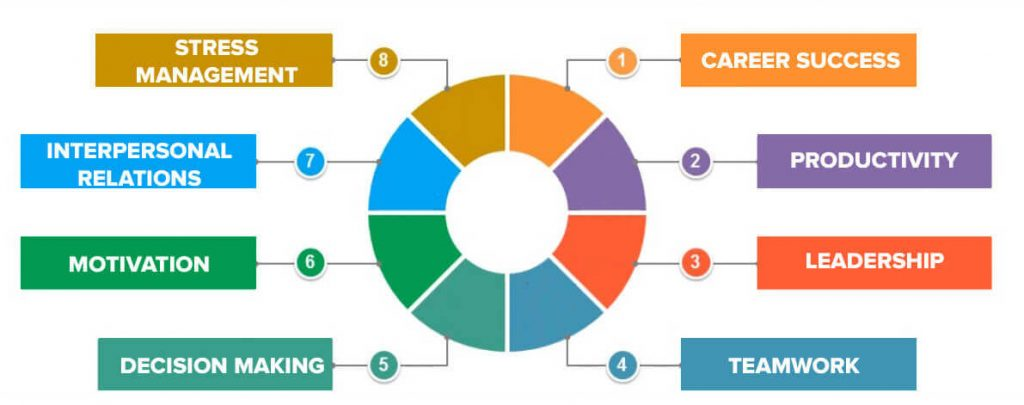 STRESS
MANAGEMENT
8
1
CAREER SUCCESS
INTERPERSONAL
RELATIONS
7
2
PRODUCTIVITY
MOTIVATION
6
3
LEADERSHIP
DECISION MAKING
5
4
TEAMWORK